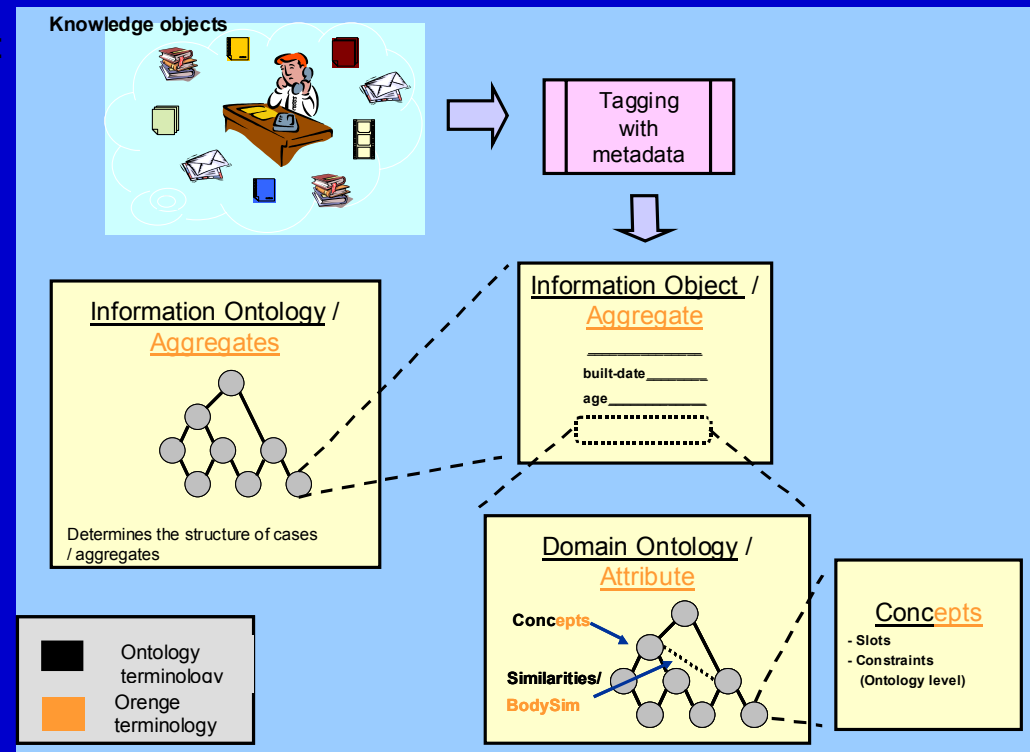 Knowledge objects
Tagging
with
metadata
Information Ontology /
Aggregates
Determines the structure of cases
/ aggregates
Information Object /
Aggregate
built-date
age
Domain Ontology /
Attribute
Concepts
Similarities/
BodySim
Concepts
- Slots
- Constraints
(Ontology level)
Ontology
terminology
Orenge
terminology